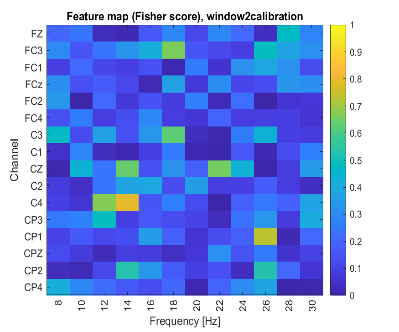 Feature map (Fisher score), window2calibration
Channel
FZ
FC3
FC1
FCz
FC2
FC4
C3
C1
CZ
C2
C4
CP3
CP1
CPZ
CP2
CP4
8 10 12 14 16 18 20 22 24 26 28 30
Frequency [Hz]
1
0.9
0.8
0.7
0.6
0.5
0.4
0.3
0.2
0.1
0